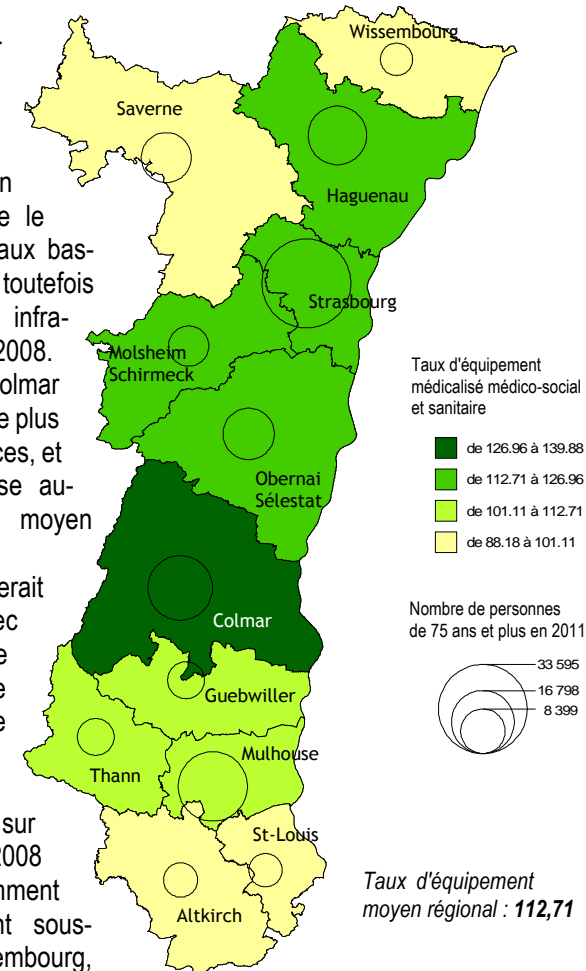 n
e le
aux bas-
toutefois
infra-
2008.
olmar
e plus
ces, et
se au-
moyen
erait
ec
e
e
e
sur
2008
mment
nt sous-
embourg,
Wissembourg
Saverne
Haguenau
Strasbourg
Molsheim
Schirmeck
Obernai
Sélestat
Colmar
Guebwiller
Mulhouse
Thann
St-Louis
Altkirch
Taux d'équipement
médicalisé médico-social
et sanitaire
de 126.96 à 139.88
de 112.71 à 126.96
de 101.11 à 112.71
de 88.18 à 101.11
Nombre de personnes
de 75 ans et plus en 2011
33 595
16 798
8 399
Taux d'équipement
moyen régional : 112,71